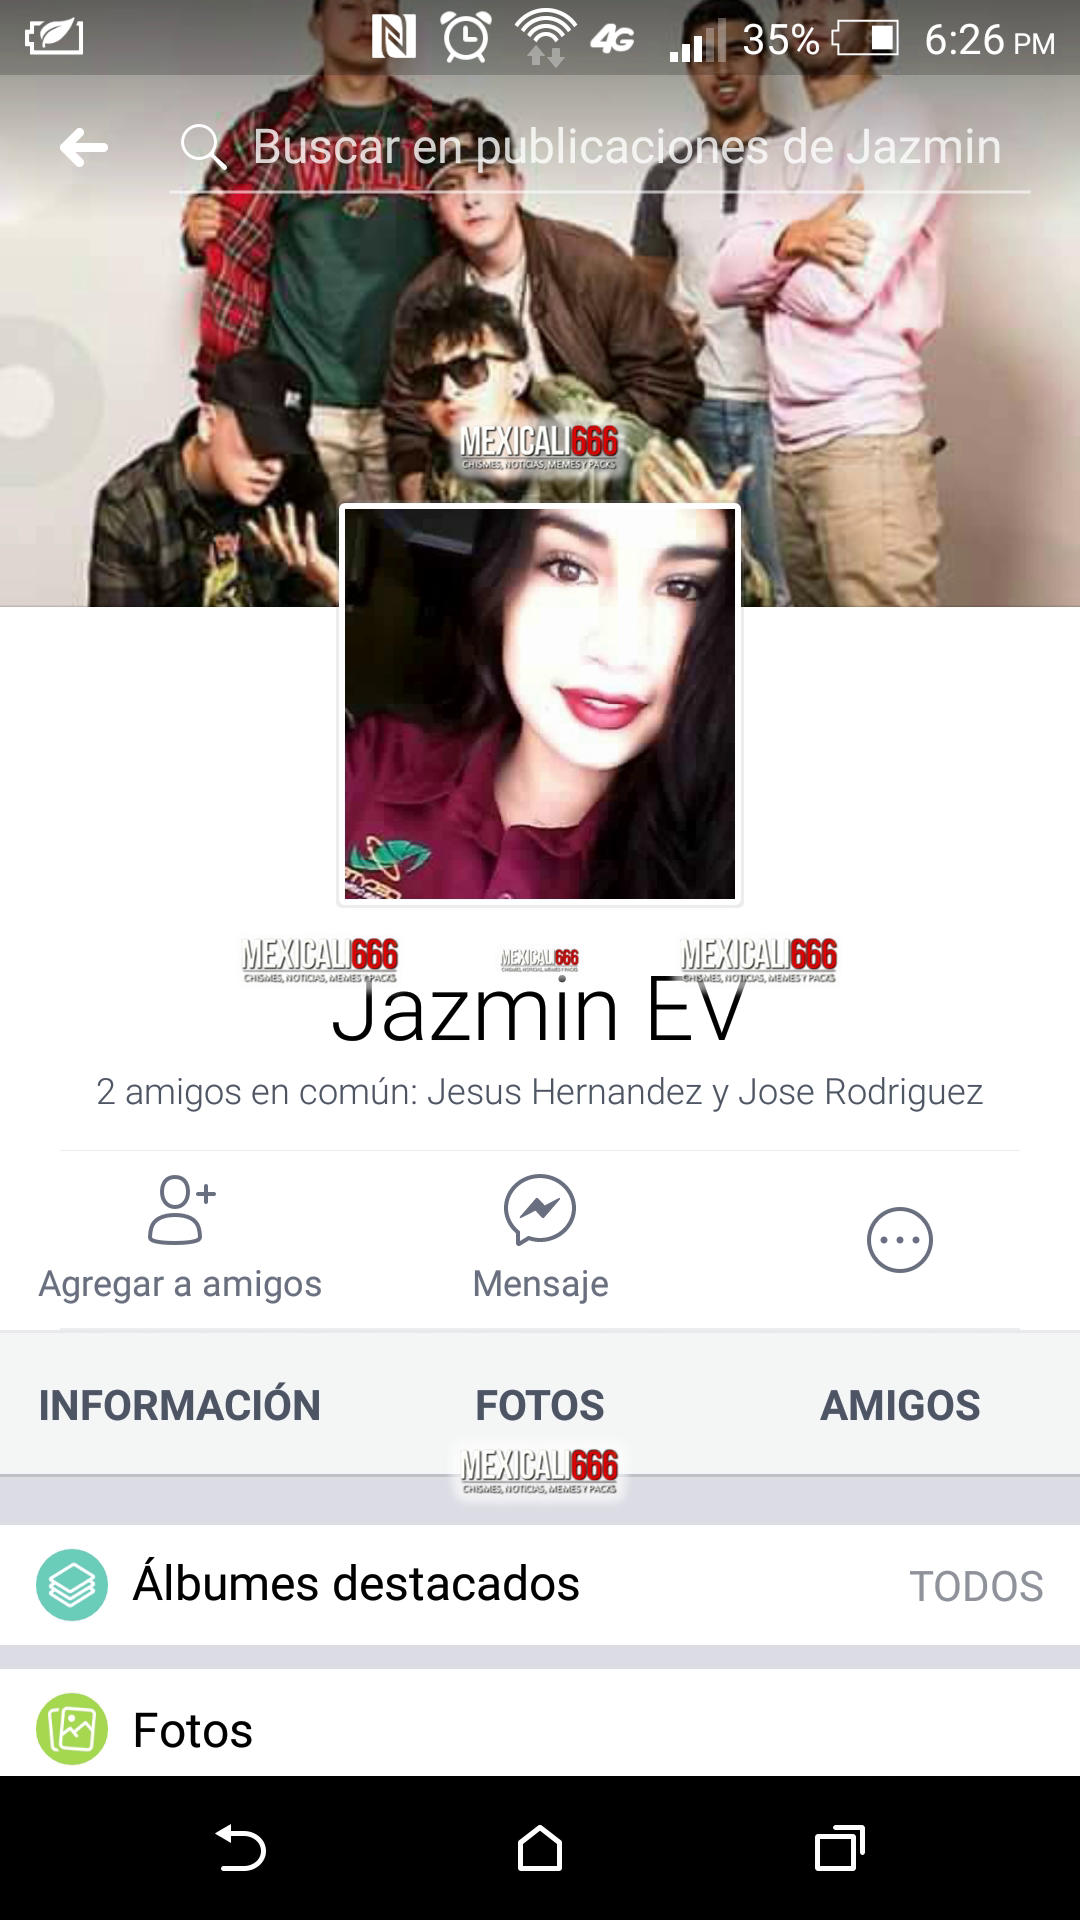 35% 6:26 PM
Buscar en publicaciones de Jazmin
WILD
MEXICALI666
CHISMES, NOTICIAS, MEMES Y PACKS
MEXICALI666 MEXICALI666 MEXICALI666
CHISMES, NOTICIAS, MEMES Y PACKS CHISMES, NOTICIAS, MEMES Y PACKS CHISMES, NOTICIAS, MEMES Y PACKS
Jazmin EV
2 amigos en común: Jesus Hernandez y Jose Rodriguez
Agregar a amigos Mensaje
INFORMACIÓN FOTOS AMIGOS
MEXICALI666
CHISMES, NOTICIAS, MEMES Y PACKS
Álbumes destacados TODOS
Fotos